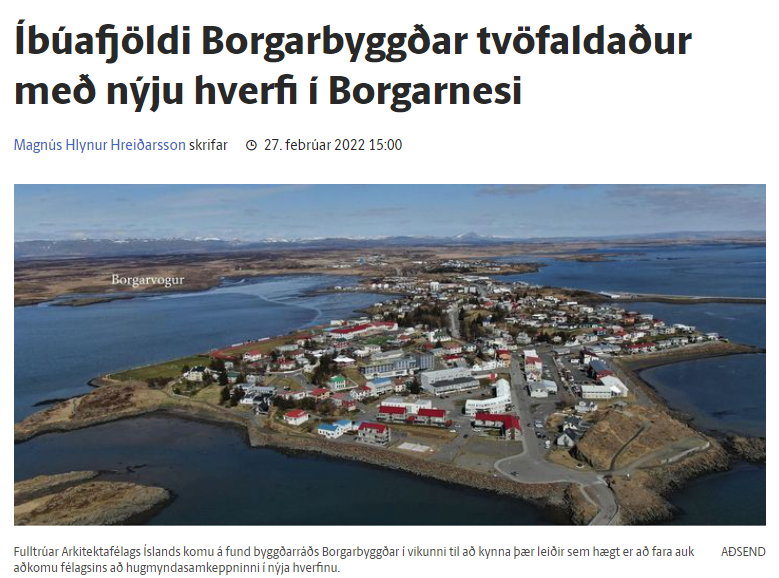 Íbúafjöldi Borgarbyggðar tvöfaldaður
með nýju hverfi í Borgarnesi
Magnús Hlynur Hreiðarsson skrifar 27. febrúar 2022 15:00
Borgarvogur
Fulltrúar Arkitektafélags Íslands komu á fund byggðarráðs Borgarbyggðar í vikunni til að kynna þær leiðir sem hægt er að fara auk AÐSEND
aðkomu félagsins að hugmyndasamkeppninni í nýja hverfinu.